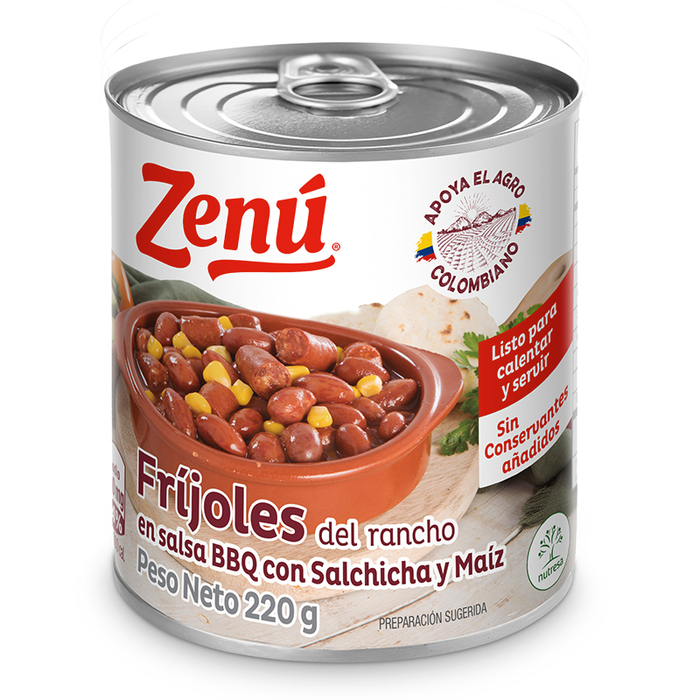 Zenú®
APOYA EL AGRO
COLOMBIANO
Listo para
calentar
y servir
Sin
Conservantes
añadidos
Fríjoles del rancho
en salsa BBQ con Salchicha y Maíz
Peso Neto 220 g
PREPARACIÓN SUGERIDA
nutresa